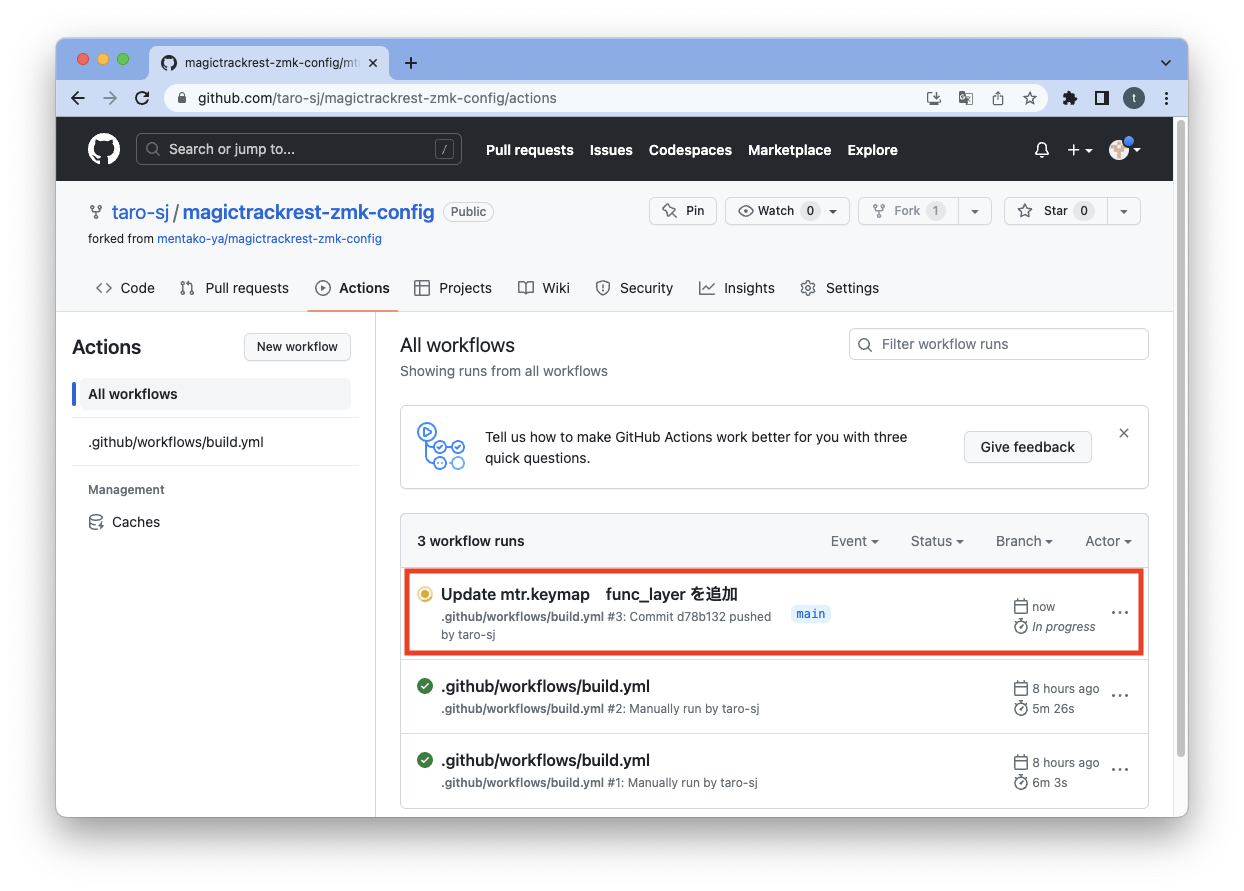 magictrackrest-zmk-config/mt
github.com/taro-sj/magictrackrest-zmk-config/actions
t
Search or jump to...
/
Pull requests
Issues
Codespaces
Marketplace
Explore
taro-sj / magictrackrest-zmk-config
Public
Pin
Watch 0
Fork 1
Star 0
forked from mentako-ya/magictrackrest-zmk-config
Code
Pull requests
Actions
Projects
Wiki
Insights
Security
Settings
Actions
New workflow
All workflows
.github/workflows/build.yml
Management
Caches
All workflows
Showing runs from all workflows
Filter workflow runs
Tell us how to make GitHub Actions work better for you with three
quick questions.
Give feedback
3 workflow runs
Event
Status
Branch
Actor
Update mtr.keymap　func_layer を追加
.github/workflows/build.yml #3: Commit d78b132 pushed
by taro-sj
main
now
In progress
.github/workflows/build.yml
.github/workflows/build.yml #2: Manually run by taro-sj
8 hours ago
5m 26s
.github/workflows/build.yml
.github/workflows/build.yml #1: Manually run by taro-sj
8 hours ago
6m 3s